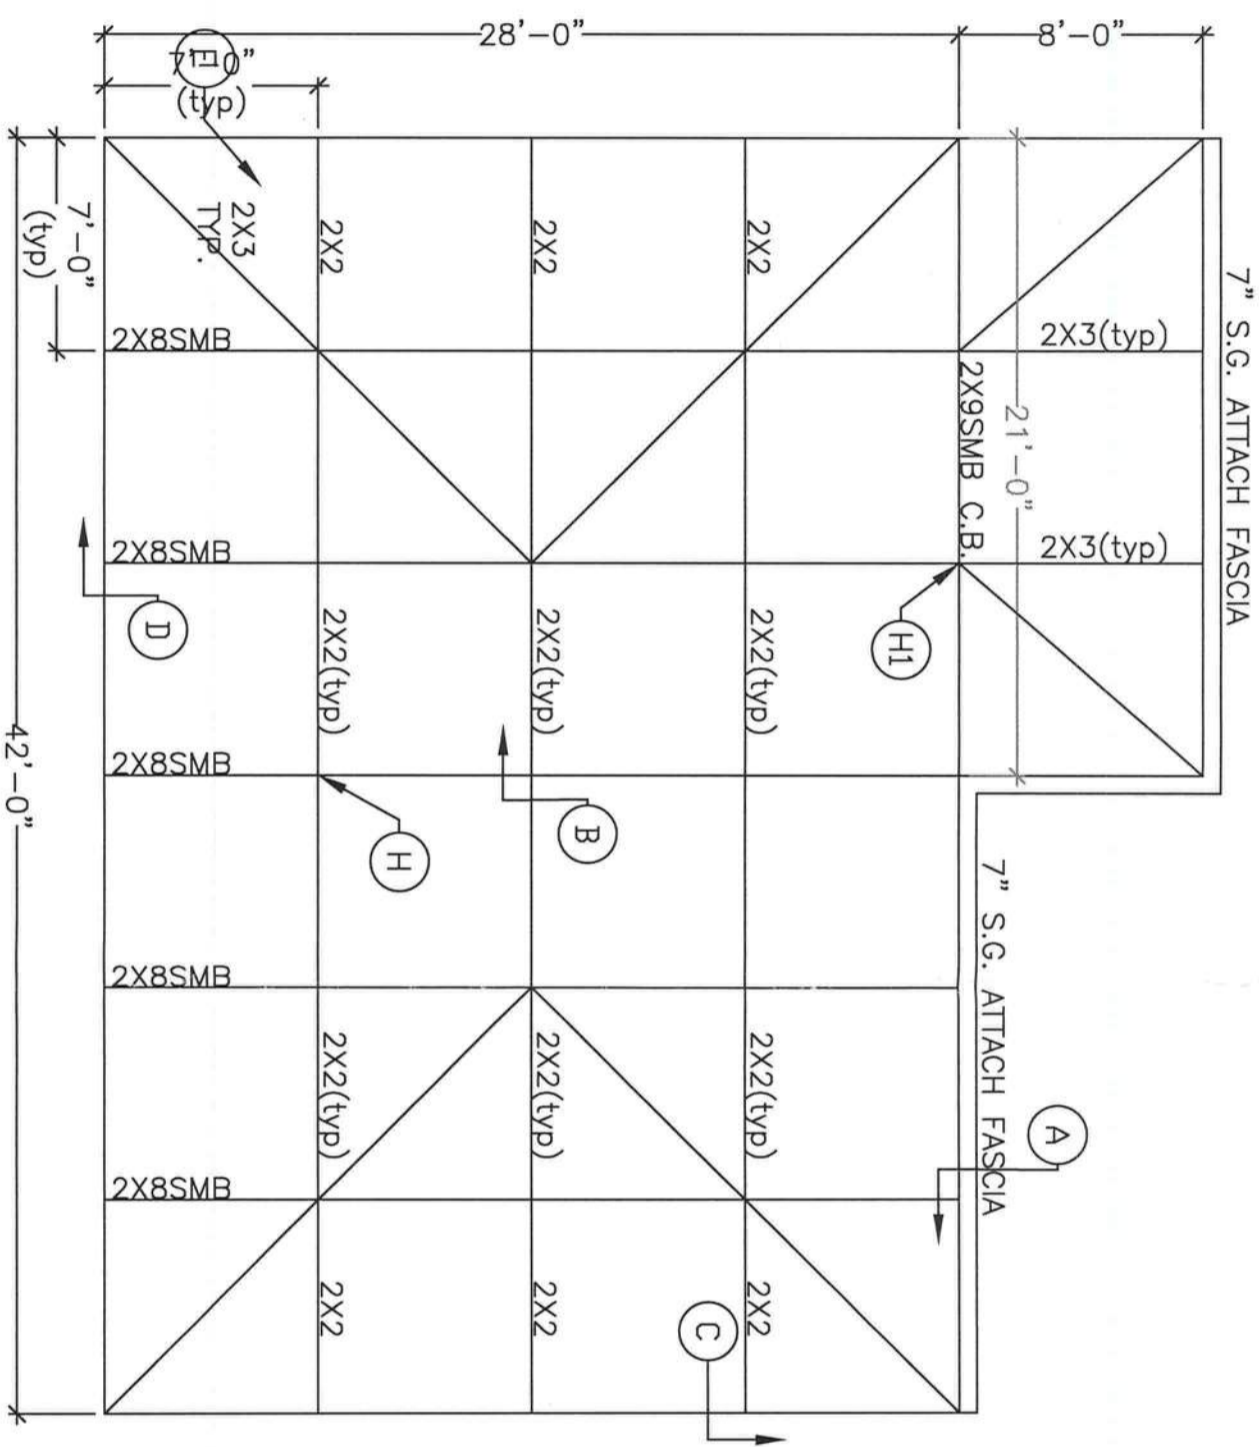 28'-0"
8'-0"
7'-0"
(typ)
E
2X3
TYP.
2X2
2X2
2X2
7'-0"
(typ)
2X8SMB
2X3(typ)
7" S.G. ATTACH FASCIA
21'-0"
2X9SMB C.B.
2X8SMB
2X3(typ)
D
H1
2X2(typ)
2X2(typ)
2X2(typ)
42'-0"
2X8SMB
B
H
7" S.G. ATTACH FASCIA
2X8SMB
2X2(typ)
2X2(typ)
2X2(typ)
A
2X8SMB
2X2
2X2
2X2
C